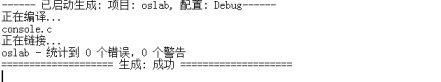 ------ 已启动生成: 项目: oslab, 配置: Debug------
正在编译...
console.c
正在链接...
oslab - 统计到 0 个错误，0 个警告
==================== 生成: 成功 ====================